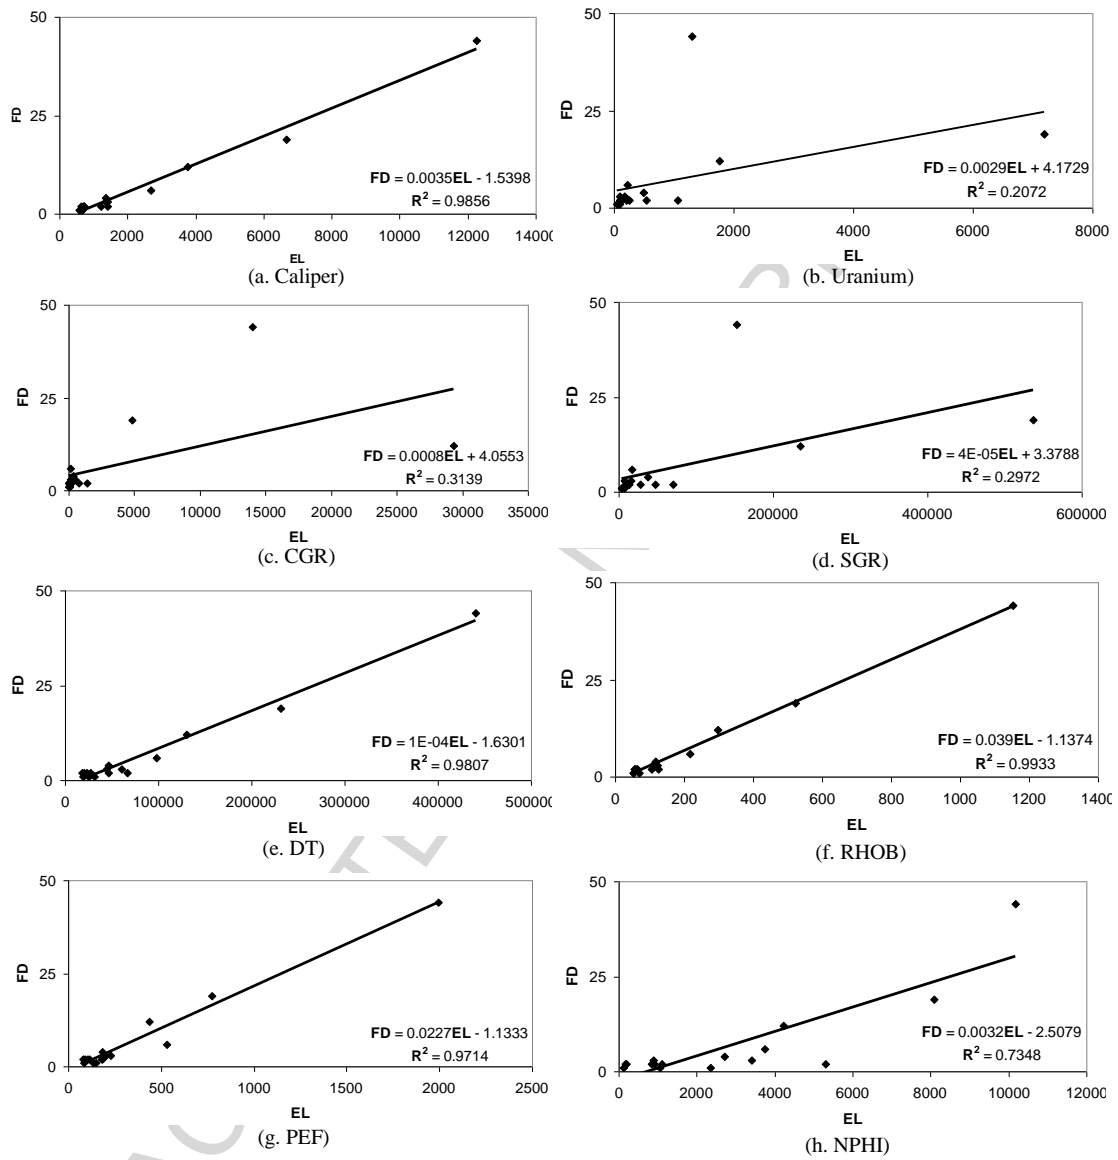 50
25
0
FD
FD = 0.0035EL - 1.5398
R² = 0.9856
0 2000 4000 6000 8000 10000 12000 14000
EL
(a. Caliper)
50
25
0
FD
FD = 0.0029EL + 4.1729
R² = 0.2072
0 2000 4000 6000 8000
EL
(b. Uranium)
50
25
0
FD
FD = 0.0008EL + 4.0553
R² = 0.3139
0 5000 10000 15000 20000 25000 30000 35000
EL
(c. CGR)
50
25
0
FD
FD = 4E-05EL + 3.3788
R² = 0.2972
0 200000 400000 600000
EL
(d. SGR)
50
25
0
FD
FD = 1E-04EL - 1.6301
R² = 0.9807
0 100000 200000 300000 400000 500000
EL
(e. DT)
50
25
0
FD
FD = 0.039EL - 1.1374
R² = 0.9933
0 200 400 600 800 1000 1200 1400
EL
(f. RHOB)
50
25
0
FD
FD = 0.0227EL - 1.1333
R² = 0.9714
0 500 1000 1500 2000 2500
EL
(g. PEF)
50
25
0
FD
FD = 0.0032EL - 2.5079
R² = 0.7348
0 2000 4000 6000 8000 10000 12000
EL
(h. NPHI)